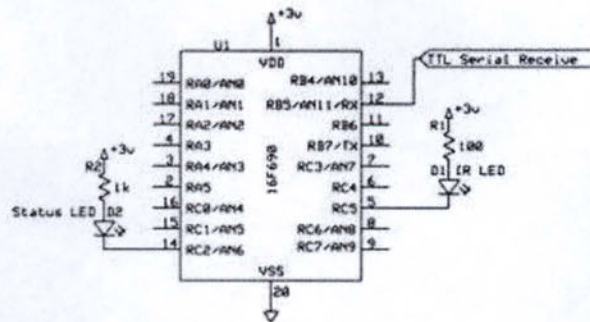 +3v
U1
1
VDD
TTL Serial Receive
19 RA0/AN0
RB4/AN10 13
18 RA1/AN1
RB5/AN11/RX 12
17 RA2/AN2
RB6 11
4 RA3
RB7/TX 10
3 RA4/AN3
RC3/AN7 7
2 RA5
RC4 6
16 RC0/AN4
RC5 5
15 RC1/AN5
RC6/AN8 8
14 RC2/AN6
RC7/AN9 9
16F690
VSS
20
+3v
R2
1k
Status LED D2
+3v
R1
100
D1 IR LED